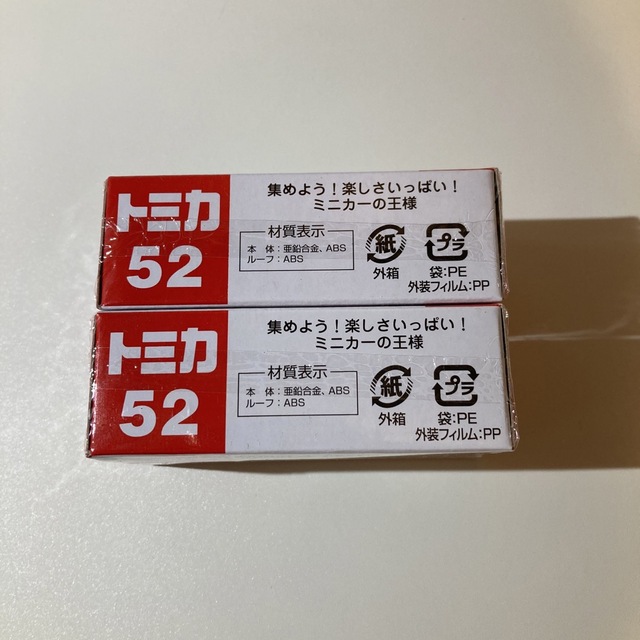 トミカ
52
集めよう!楽しさいっぱい!
ミニカーの王様
材質表示
本 体:亜鉛合金、ABS
ルーフ:ABS
紙
外箱
プラ
袋:PE
外装フィルム:PP
トミカ
52
集めよう!楽しさいっぱい!
ミニカーの王様
材質表示
本 体:亜鉛合金、ABS
ルーフ:ABS
紙
外箱
プラ
袋:PE
外装フィルム:PP